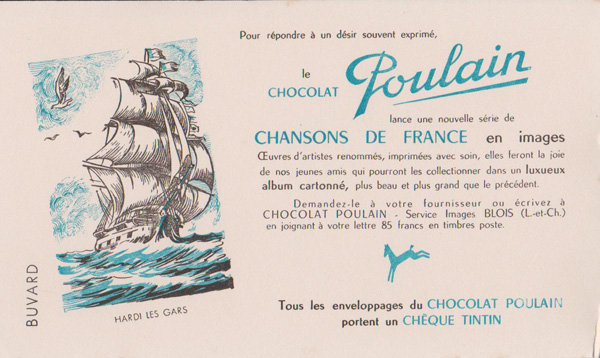 Pour répondre à un désir souvent exprimé,
le
CHOCOLAT Poulain
lance une nouvelle série de
CHANSONS DE FRANCE en images
Œuvres d'artistes renommés, imprimées avec soin, elles feront la joie
de nos jeunes amis qui pourront les collectionner dans un luxueux
album cartonné, plus beau et plus grand que le précédent.
Demandez-le à votre fournisseur ou écrivez à
CHOCOLAT POULAIN - Service Images BLOIS (L.-et-Ch.)
en joignant à votre lettre 85 francs en timbres poste.
Tous les enveloppages du CHOCOLAT POULAIN
portent un CHÈQUE TINTIN
BUVARD
HARDI LES GARS